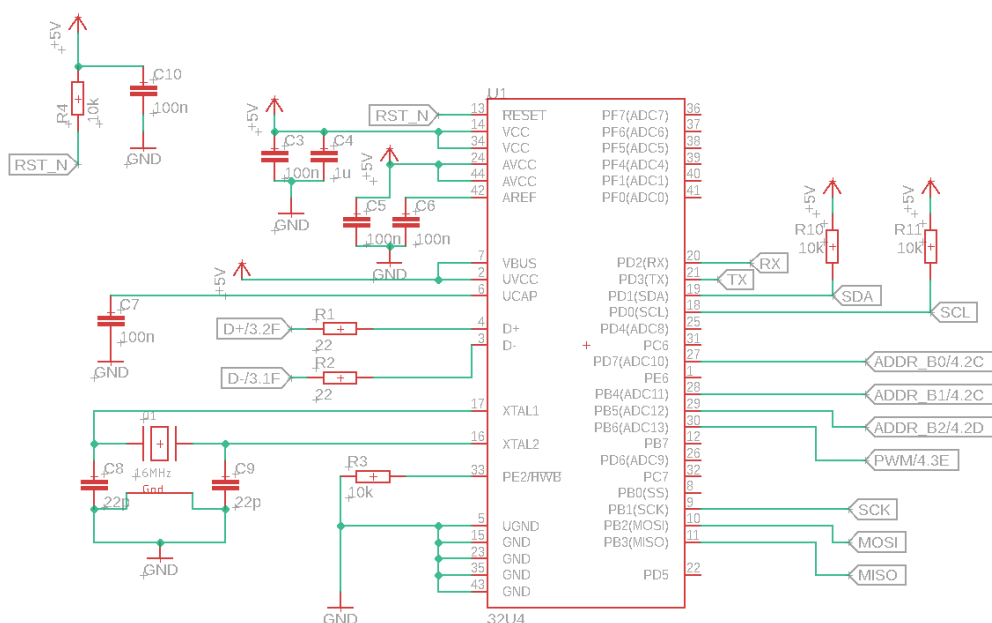 +5V
R4
10k
C10
100n
GND
RST_N
+5V
C3
100n
C4
1u
GND
+5V
C5
100n
C6
100n
GND
RST_N
+5V
C7
100n
GND
D+/3.2F
R1
22
D-/3.1F
R2
22
16MHz
Gnd
C8
22p
C9
22p
GND
R3
10k
GND
U1
13 RESET
14 VCC
34 VCC
24 AVCC
44 AVCC
42 AREF
7 VBUS
2 UVCC
6 UCAP
4 D+
3 D-
17 XTAL1
16 XTAL2
33 PE2/HWB
5 UGND
15 GND
23 GND
35 GND
43 GND
32U4
PF7(ADC7) 36
PF6(ADC6) 37
PF5(ADC5) 38
PF4(ADC4) 39
PF1(ADC1) 40
PF0(ADC0) 41
PD2(RX) 20
PD3(TX) 21
PD1(SDA) 19
PD0(SCL) 18
PD4(ADC8) 25
PC6 31
PD7(ADC10) 27
PE6 1
PB4(ADC11) 28
PB5(ADC12) 29
PB6(ADC13) 30
PB7 12
PD6(ADC9) 26
PC7 32
PB0(SS) 8
PB1(SCK) 9
PB2(MOSI) 10
PB3(MISO) 11
PD5 22
+5V
R10
10k
+5V
R11
10k
RX
TX
SDA
SCL
ADDR_B0/4.2C
ADDR_B1/4.2C
ADDR_B2/4.2D
PWM/4.3E
SCK
MOSI
MISO